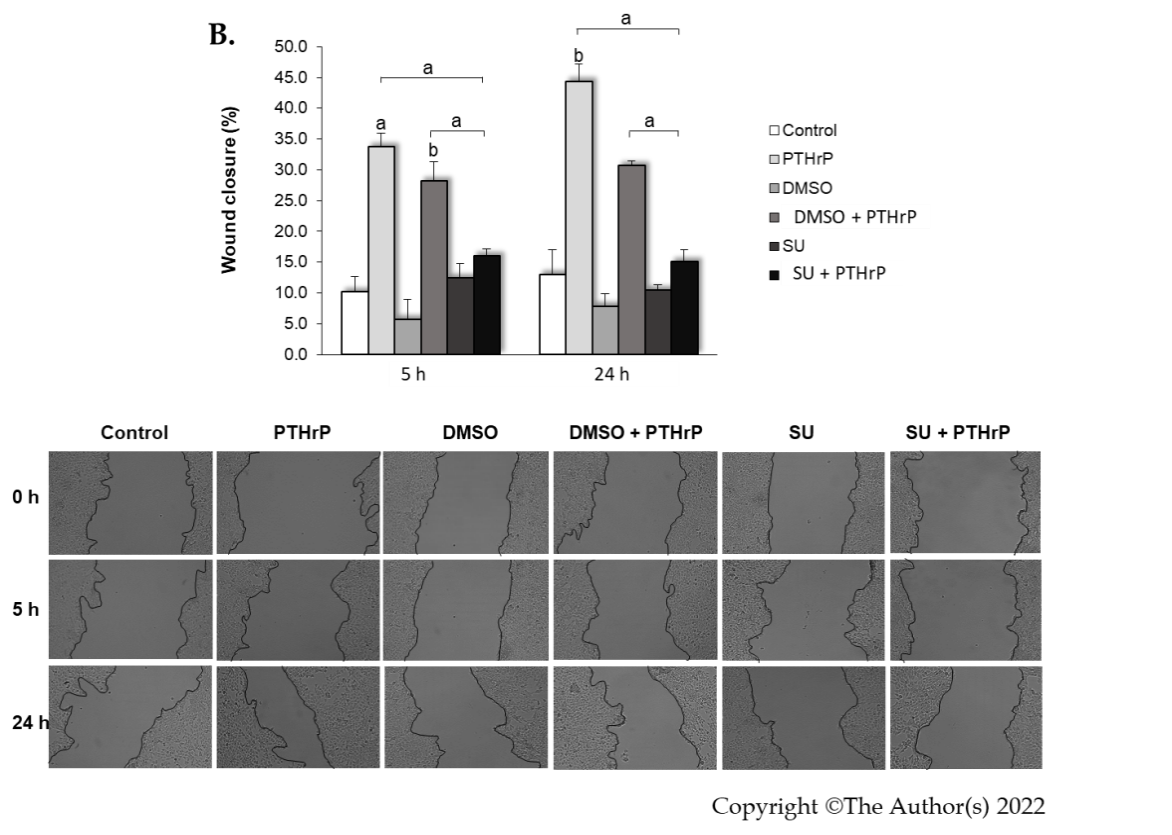 B.
Wound closure (%)
50.0
45.0
40.0
35.0
30.0
25.0
20.0
15.0
10.0
5.0
0.0
a
a
a
b
a
b
a
5 h
24 h
Control
PTHrP
DMSO
DMSO + PTHrP
SU
SU + PTHrP
Control PTHrP DMSO DMSO + PTHrP SU SU + PTHrP
0 h
5 h
24 h
Copyright ©The Author(s) 2022